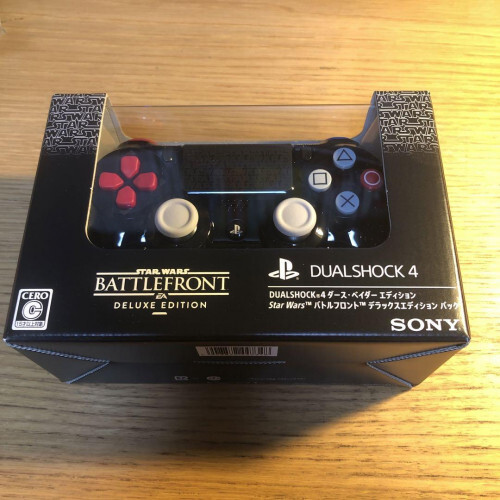 STAR WARS
BATTLEFRONT
EA
DELUXE EDITION
DUALSHOCK 4
DUALSHOCK®4 ダース・ベイダー エディション
Star Wars™ バトルフロント™ デラックスエディション パック
SONY
CERO
C